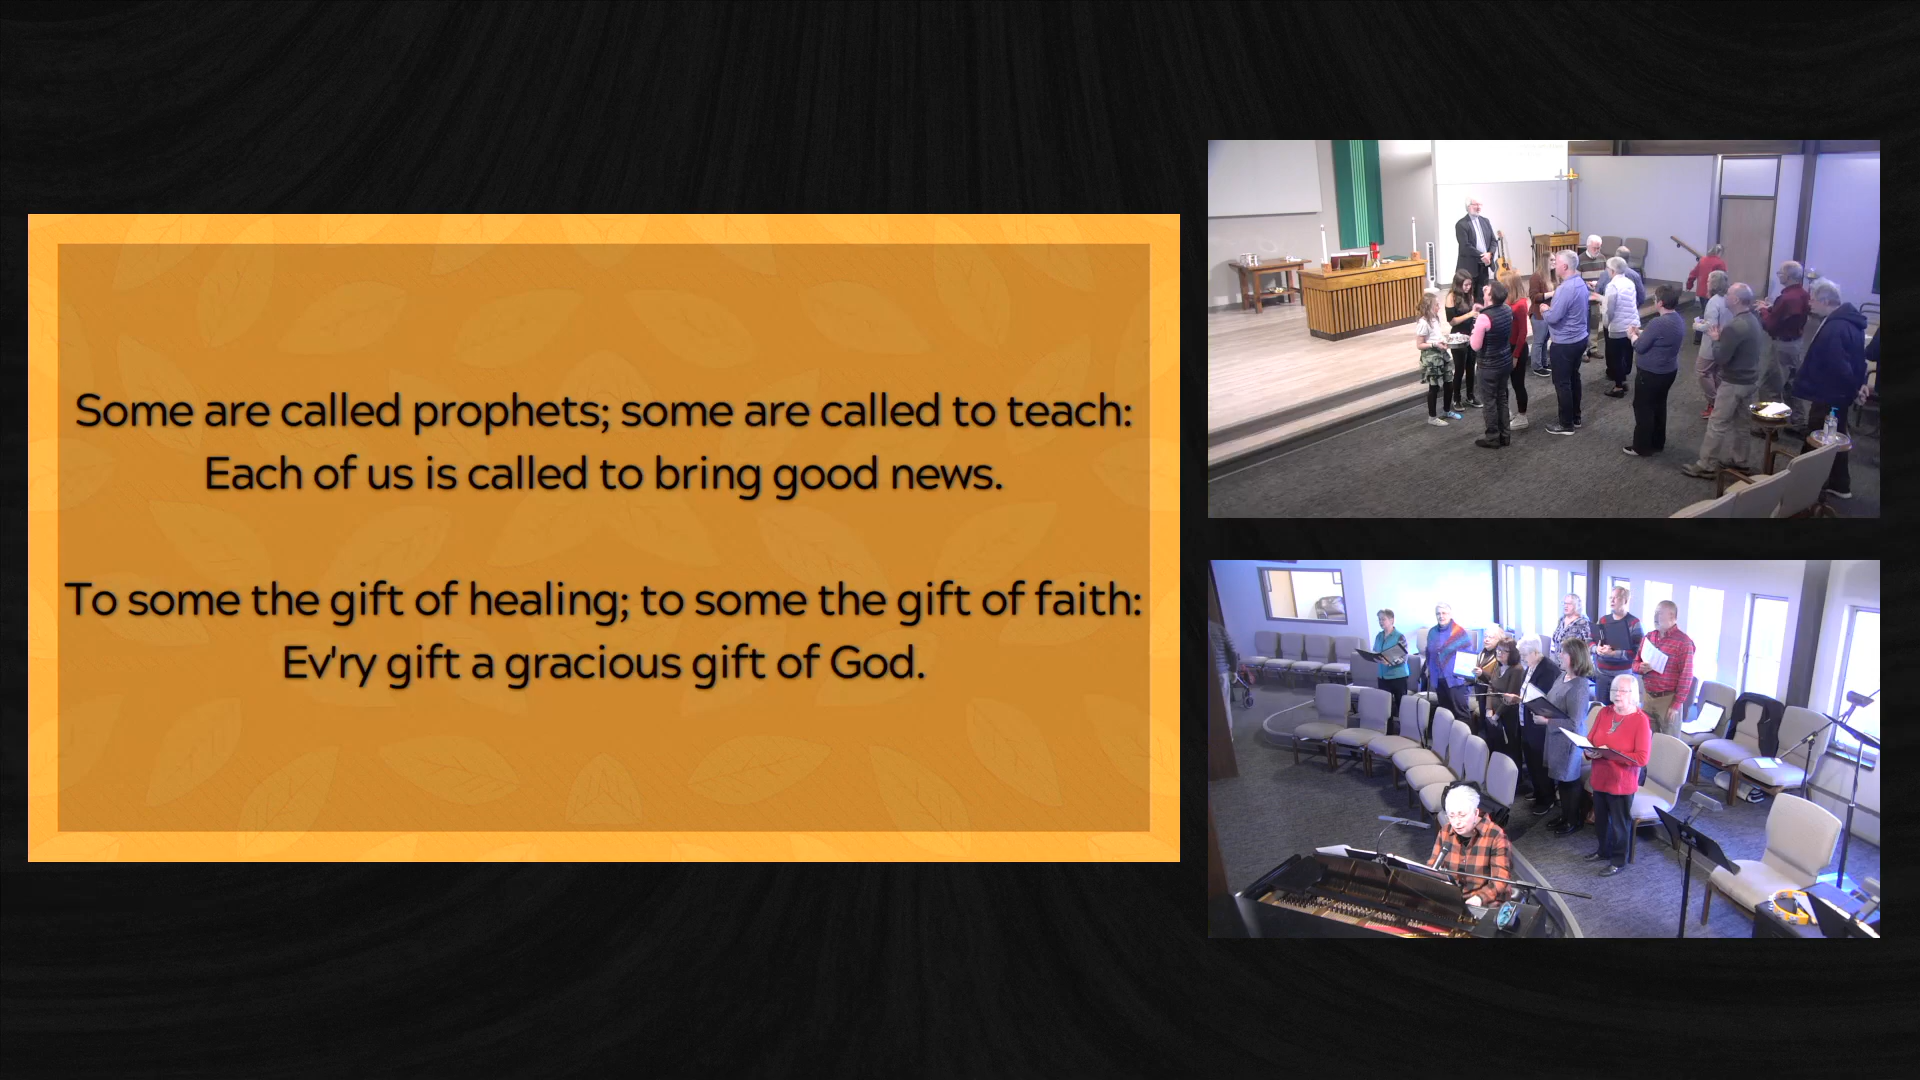 Some are called prophets; some are called to teach:
Each of us is called to bring good news.
To some the gift of healing; to some the gift of faith:
Ev'ry gift a gracious gift of God.